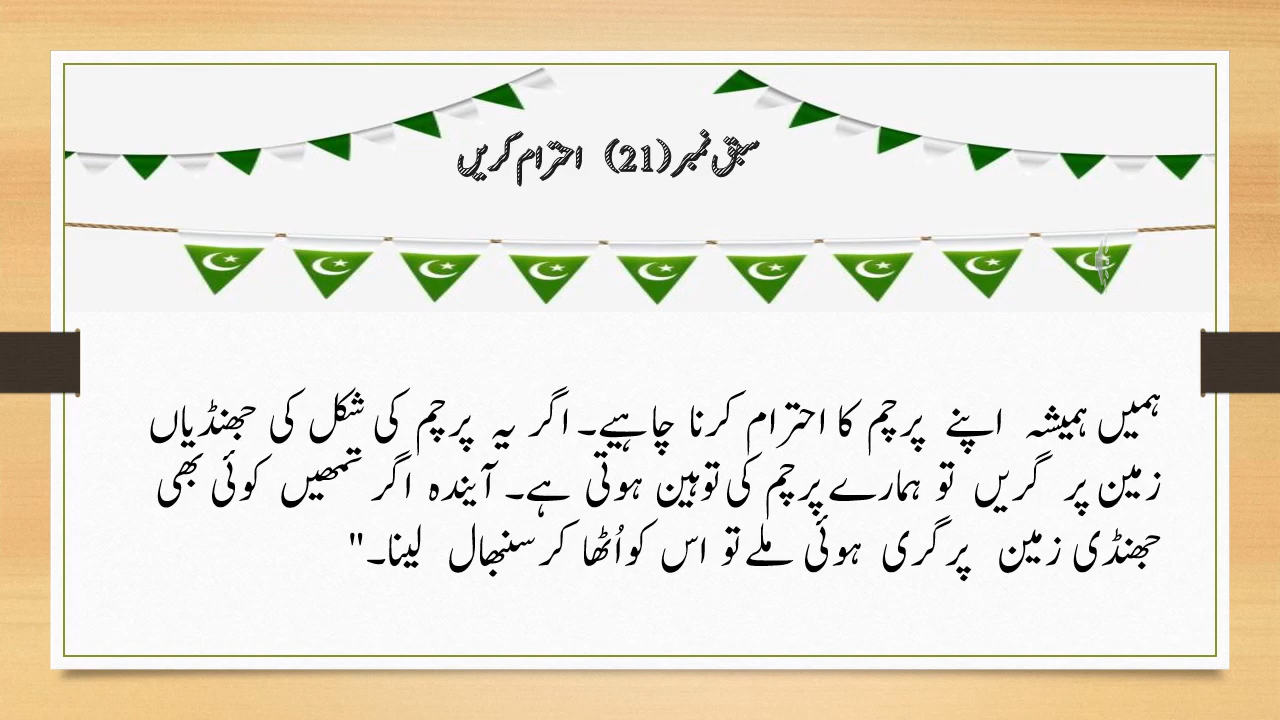 سبق نمبر (21) احترام کریں
ہمیں ہمیشہ اپنے پرچم کا احترام کرنا چاہیے۔ اگر یہ پرچم کی شکل کی جھنڈیاں
زمین پر گریں تو ہمارے پرچم کی توہین ہوتی ہے۔ آیندہ اگر تمھیں کوئی بھی
جھنڈی زمین پر گری ہوئی ملے تو اس کو اُٹھا کر سنبھال لینا۔"